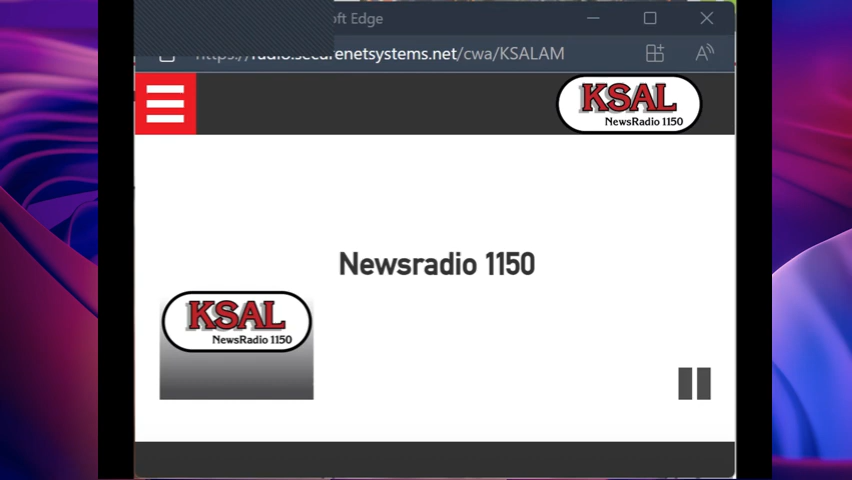 oft Edge
https://radio.securenetsystems.net/cwa/KSALAM
KSAL
NewsRadio 1150
Newsradio 1150
KSAL
NewsRadio 1150